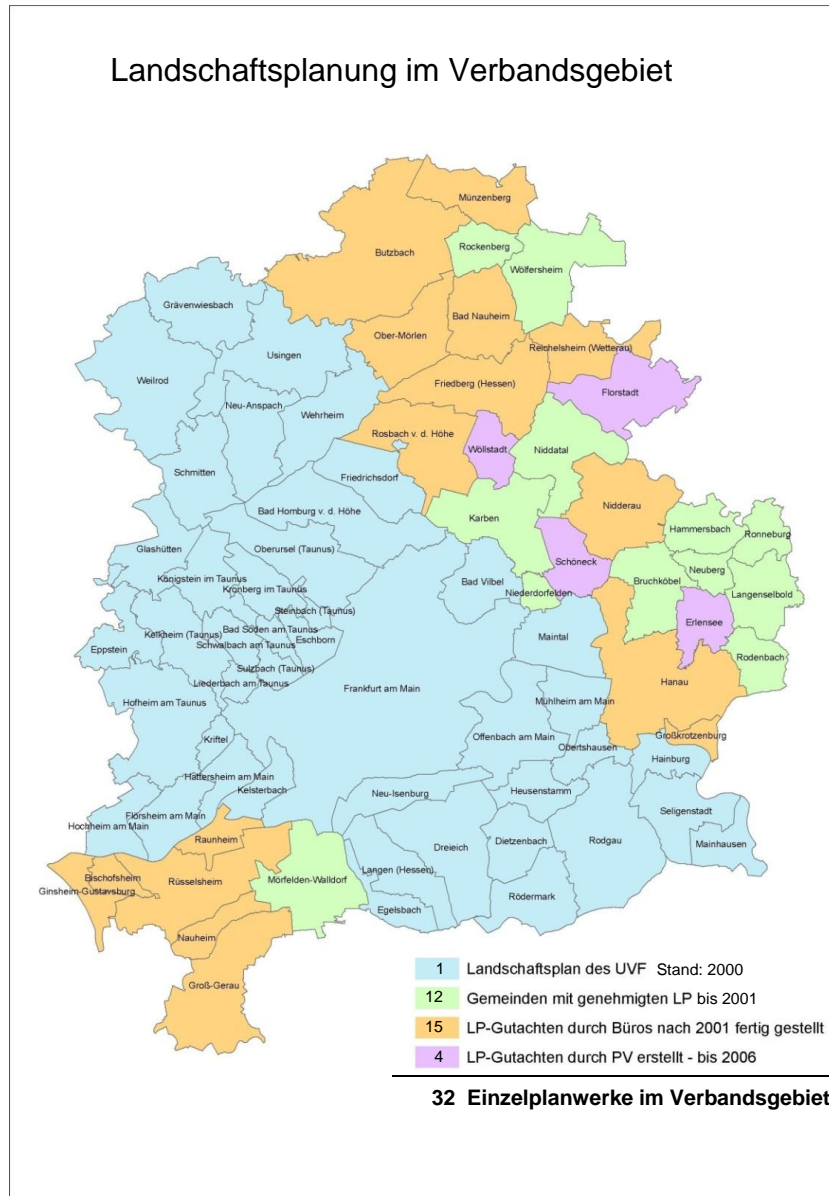 Landschaftsplanung im Verbandsgebiet
Münzenberg
Butzbach
Rockenberg
Wölfersheim
Grävenwiesbach
Bad Nauheim
Ober-Mörlen
Usingen
Reichelsheim (Wetterau)
Weilrod
Friedberg (Hessen)
Florstadt
Neu-Anspach
Wehrheim
Rosbach v. d. Höhe
Wöllstadt
Niddatal
Schmitten
Friedrichsdorf
Nidderau
Bad Homburg v. d. Höhe
Karben
Hammersbach
Ronneburg
Glashütten
Oberursel (Taunus)
Schöneck
Neuberg
Königstein im Taunus
Bad Vilbel
Bruchköbel
Kronberg im Taunus
Niederdorfelden
Langenselbold
Steinbach (Taunus)
Erlensee
Bad Soden am Taunus
Kelkheim (Taunus)
Eschborn
Maintal
Schwalbach am Taunus
Eppstein
Rodenbach
Sulzbach (Taunus)
Hanau
Liederbach am Taunus
Frankfurt am Main
Hofheim am Taunus
Mühlheim am Main
Kriftel
Offenbach am Main
Großkrotzenburg
Obertshausen
Hainburg
Hattersheim am Main
Kelsterbach
Neu-Isenburg
Heusenstamm
Flörsheim am Main
Seligenstadt
Hochheim am Main
Raunheim
Dreieich
Dietzenbach
Rodgau
Mainhausen
Langen (Hessen)
Bischofsheim
Rüsselsheim
Mörfelden-Walldorf
Ginsheim-Gustavsburg
Rödermark
Egelsbach
Nauheim
Groß-Gerau
1 Landschaftsplan des UVF Stand: 2000
12 Gemeinden mit genehmigten LP bis 2001
15 LP-Gutachten durch Büros nach 2001 fertig gestellt
4 LP-Gutachten durch PV erstellt - bis 2006
32 Einzelplanwerke im Verbandsgebiet